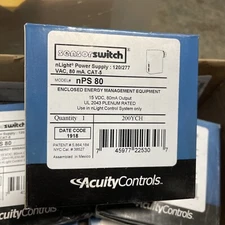 sensorswitch
nLight® Power Supply : 120/277
VAC, 80 mA, CAT-5
MODEL# nPS 80
ENCLOSED ENERGY MANAGEMENT EQUIPMENT
15 VDC, 80mA Output
UL 2043 PLENUM RATED
Use in nLight Control System only
Quantity : 1
200YCH
DATE CODE
1918
Assembled in Mexico
7 45977 22530
AcuityControls.